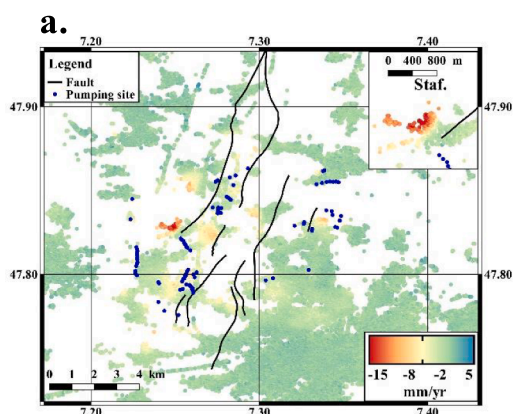 a.
7.20 7.30 7.40
Legend
Fault
Pumping site
0 400 800 m
Staf.
47.90 47.90
47.80 47.80
0 1 2 3 4 km
-15 -8 -2 5
mm/yr
7.20 7.30 7.40